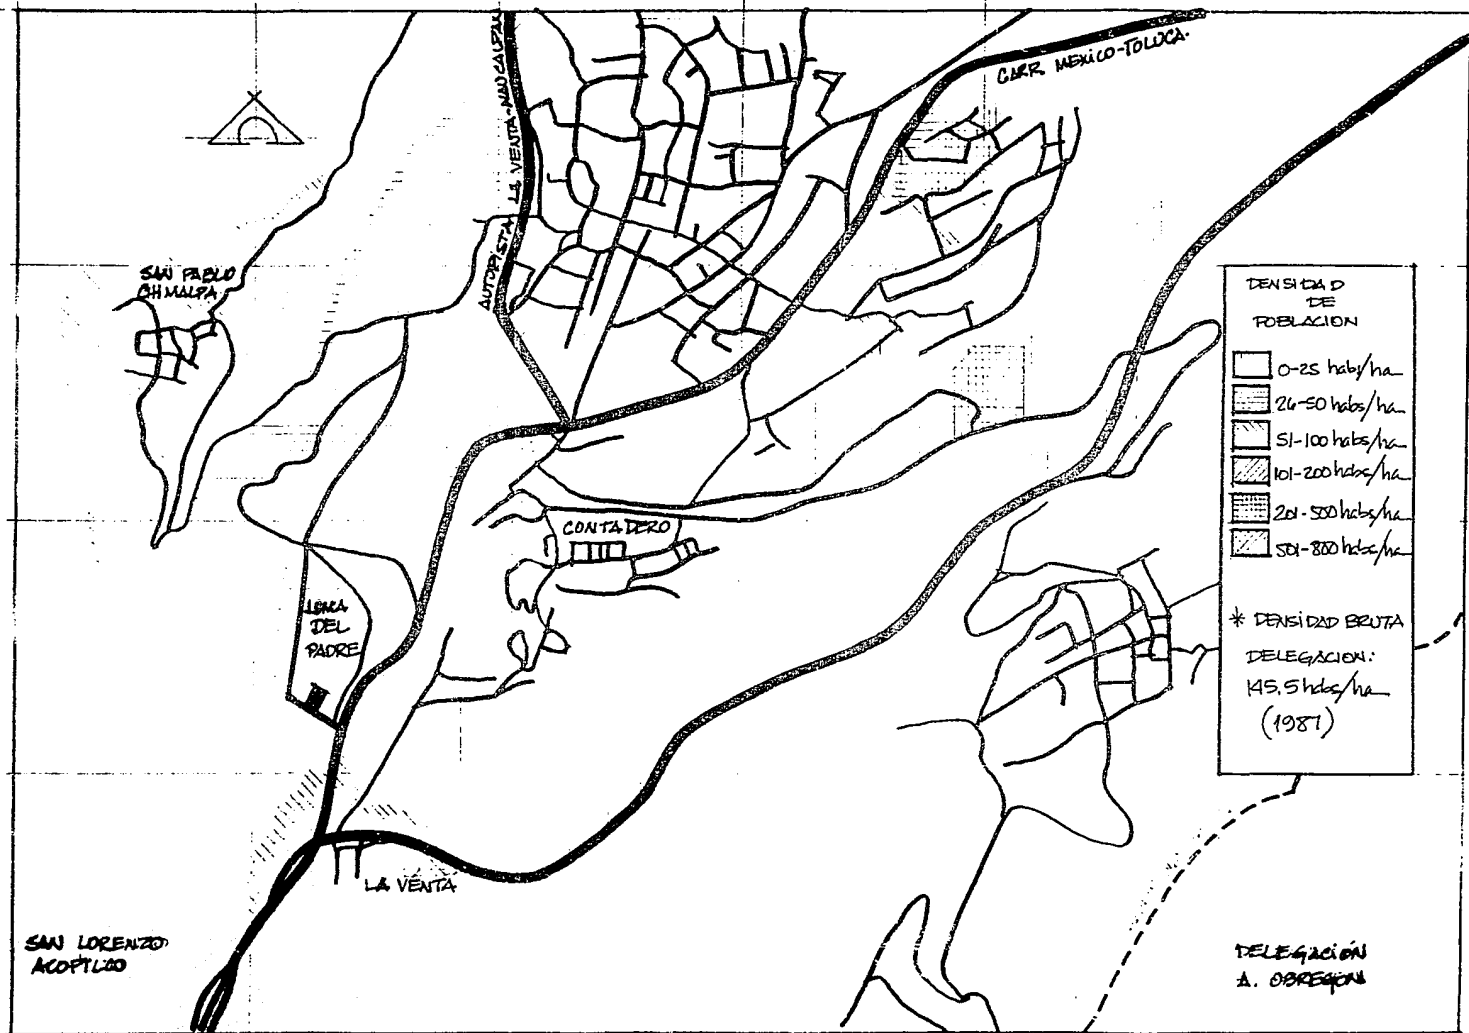 CARR. MEXICO-TOLUCA.
AUTOPISTA LA VENTA-NAUCALPAN
SAN PABLO
CHMALPA
DENSIDAD
DE
POBLACION
0-25 habs/ha
26-50 habs/ha
51-100 habs/ha
101-200 habs/ha
201-500 habs/ha
501-800 habs/ha
* DENSIDAD BRUTA
DELEGACION:
145.5 habs/ha
(1987)
CONTADERO
LOMA
DEL
PADRE
LA VENTA
SAN LORENZO
ACOPILCO
DELEGACIÓN
A. OBREGON